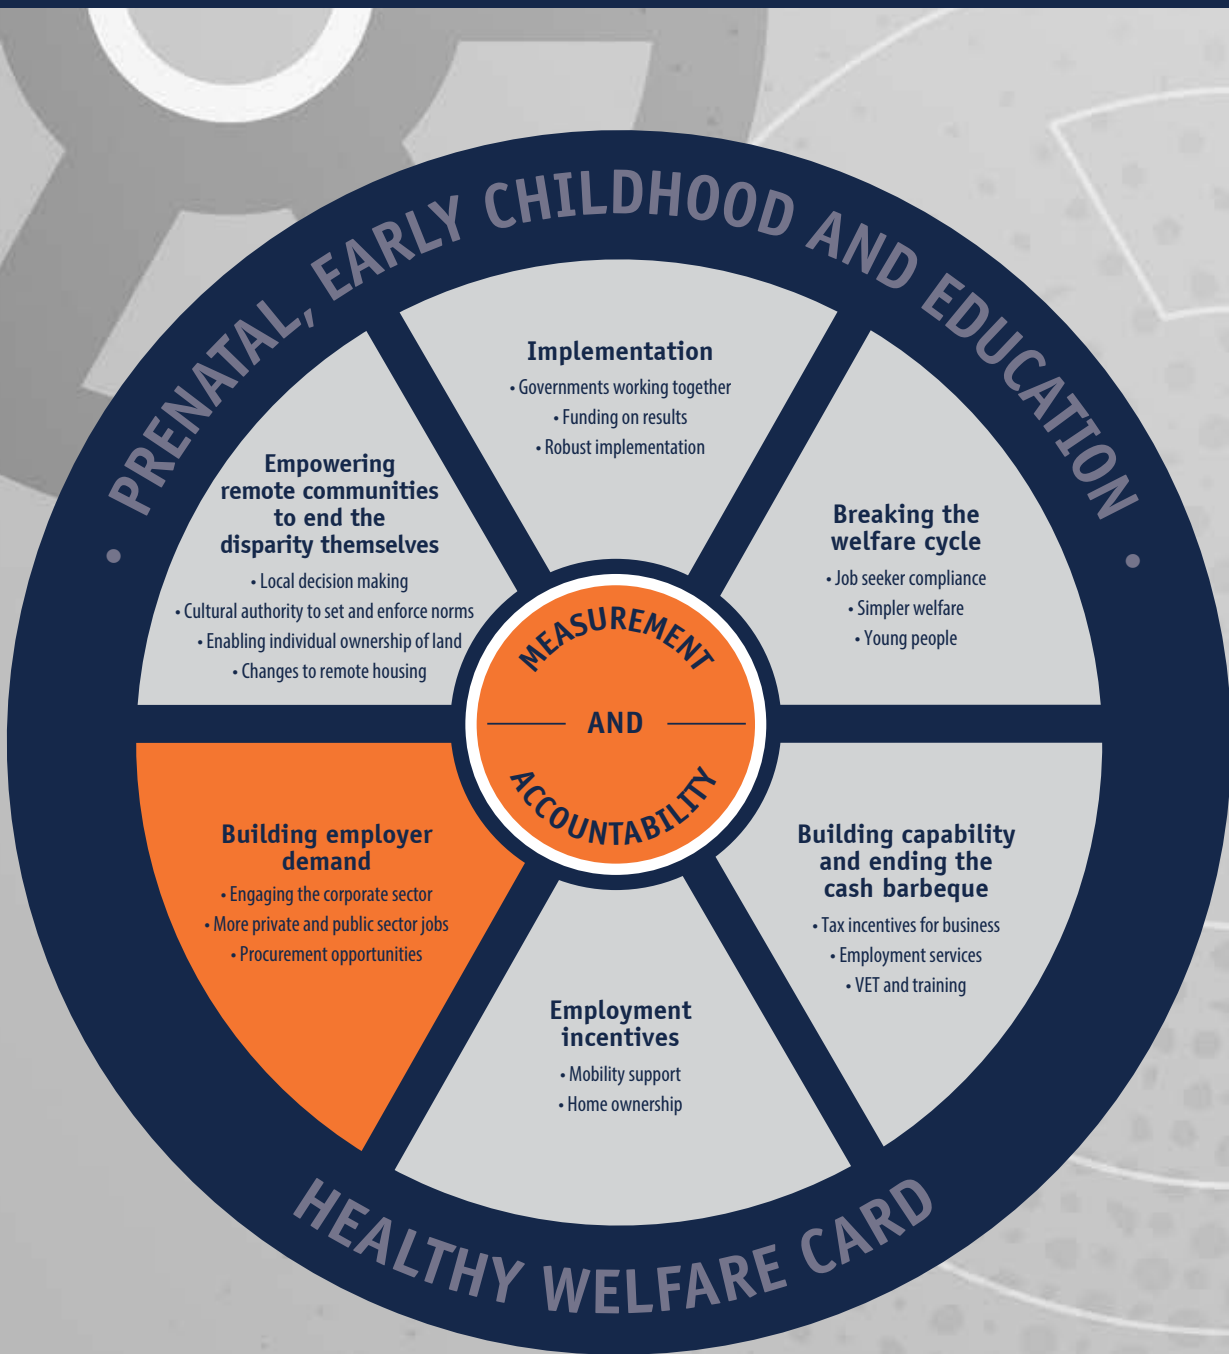 • PRENATAL, EARLY CHILDHOOD AND EDUCATION •
Implementation
• Governments working together
• Funding on results
• Robust implementation
Empowering
remote communities
to end the
disparity themselves
• Local decision making
• Cultural authority to set and enforce norms
• Enabling individual ownership of land
• Changes to remote housing
Breaking the
welfare cycle
• Job seeker compliance
• Simpler welfare
• Young people
MEASUREMENT
AND
ACCOUNTABILITY
Building employer
demand
• Engaging the corporate sector
• More private and public sector jobs
• Procurement opportunities
Building capability
and ending the
cash barbeque
• Tax incentives for business
• Employment services
• VET and training
Employment
incentives
• Mobility support
• Home ownership
HEALTHY WELFARE CARD